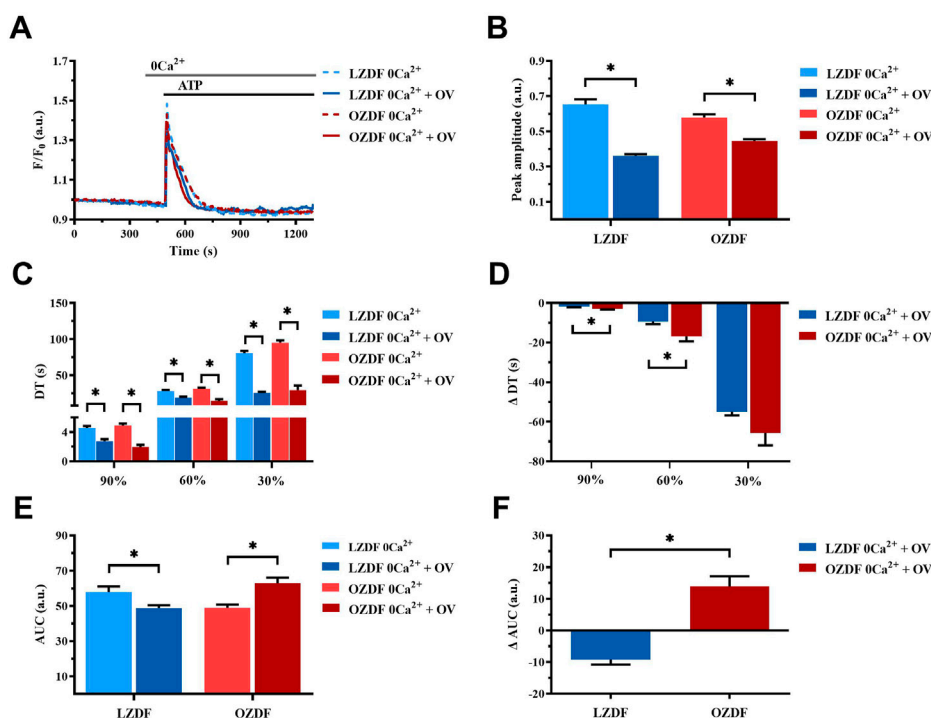 A
0Ca²⁺
ATP
1.7
1.5
1.3
1.1
0.9
F/F₀ (a.u.)
0 300 600 900 1200
Time (s)
LZDF 0Ca²⁺
LZDF 0Ca²⁺ + OV
OZDF 0Ca²⁺
OZDF 0Ca²⁺ + OV
B
0.9
0.7
0.5
0.3
0.1
Peak amplitude (a.u.)
* *
LZDF OZDF
LZDF 0Ca²⁺
LZDF 0Ca²⁺ + OV
OZDF 0Ca²⁺
OZDF 0Ca²⁺ + OV
C
150
100
50
4
0
DT (s)
* * * * * *
90% 60% 30%
LZDF 0Ca²⁺
LZDF 0Ca²⁺ + OV
OZDF 0Ca²⁺
OZDF 0Ca²⁺ + OV
D
0
-20
-40
-60
-80
Δ DT (s)
* *
90% 60% 30%
LZDF 0Ca²⁺ + OV
OZDF 0Ca²⁺ + OV
E
90
70
50
30
10
AUC (a.u.)
* *
LZDF OZDF
LZDF 0Ca²⁺
LZDF 0Ca²⁺ + OV
OZDF 0Ca²⁺
OZDF 0Ca²⁺ + OV
F
30
20
10
0
-10
-20
Δ AUC (a.u.)
*
LZDF OZDF
LZDF 0Ca²⁺ + OV
OZDF 0Ca²⁺ + OV